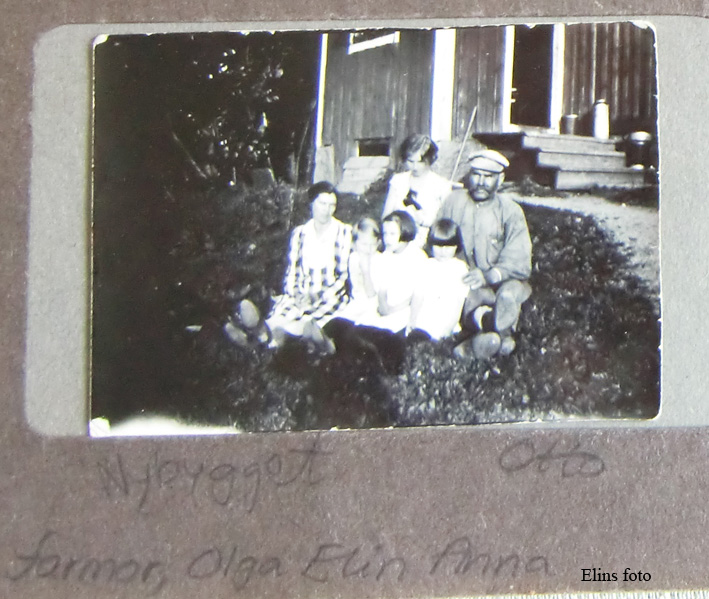 Nybygget Otto
farmor, Olga Elin Anna
Elins foto